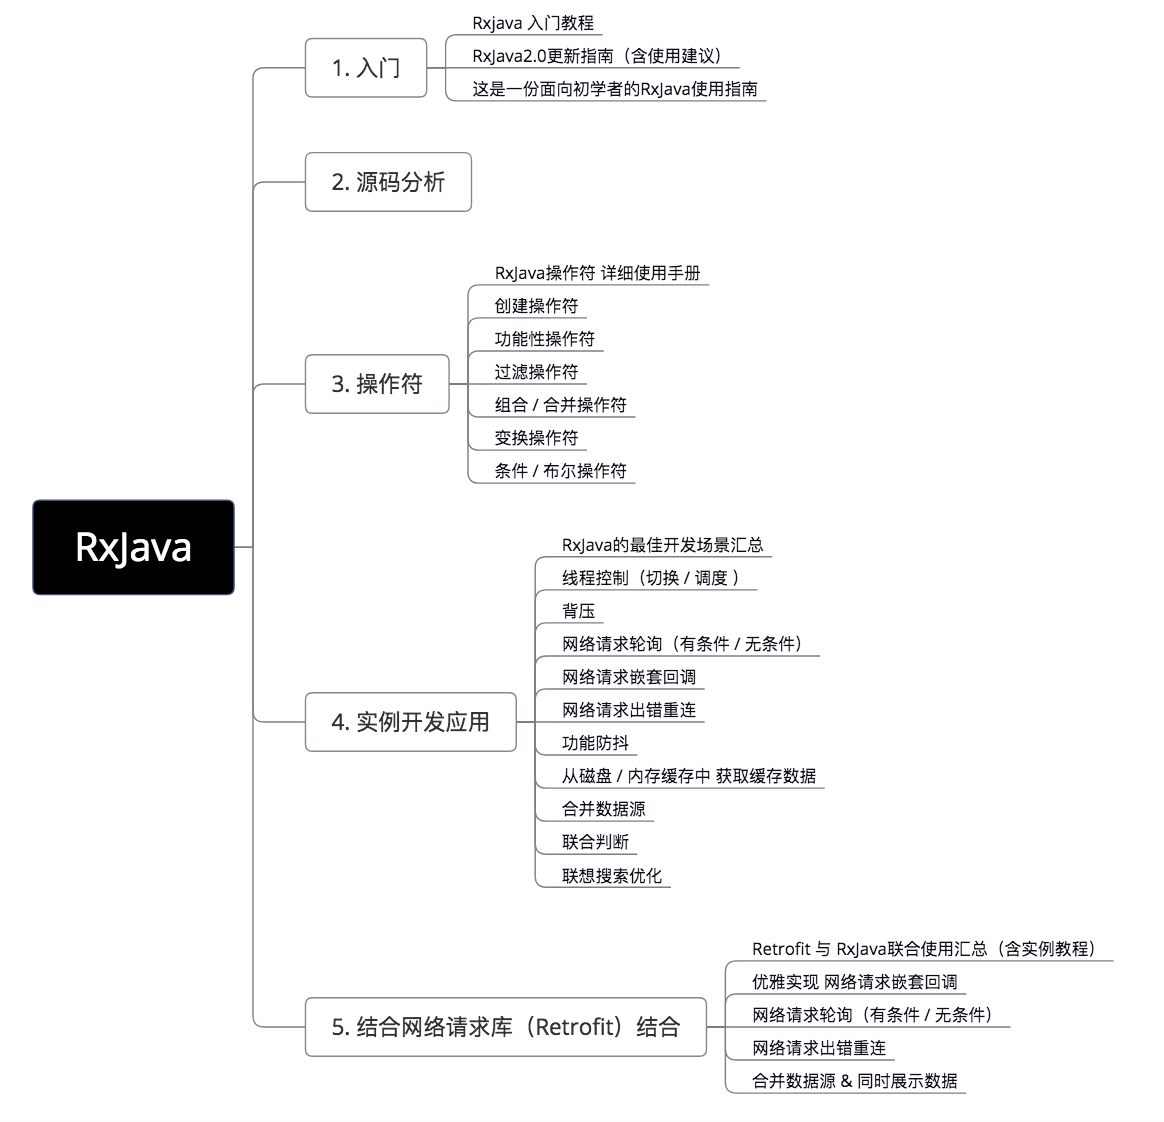 RxJava
1. 入门
Rxjava 入门教程
RxJava2.0更新指南（含使用建议）
这是一份面向初学者的RxJava使用指南
2. 源码分析
3. 操作符
RxJava操作符 详细使用手册
创建操作符
功能性操作符
过滤操作符
组合 / 合并操作符
变换操作符
条件 / 布尔操作符
4. 实例开发应用
RxJava的最佳开发场景汇总
线程控制（切换 / 调度 ）
背压
网络请求轮询（有条件 / 无条件）
网络请求嵌套回调
网络请求出错重连
功能防抖
从磁盘 / 内存缓存中 获取缓存数据
合并数据源
联合判断
联想搜索优化
5. 结合网络请求库（Retrofit）结合
Retrofit 与 RxJava联合使用汇总（含实例教程）
优雅实现 网络请求嵌套回调
网络请求轮询（有条件 / 无条件）
网络请求出错重连
合并数据源 & 同时展示数据